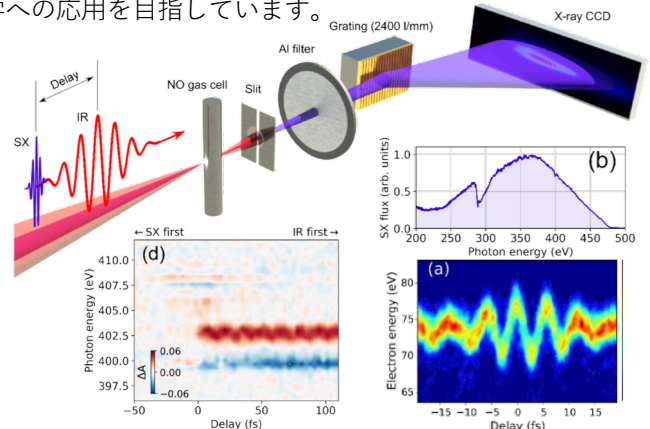 学への応用を目指しています。
Grating (2400 l/mm)
X-ray CCD
Al filter
Delay
NO gas cell
Slit
IR
SX
(b)
SX flux (arb. units)
1.0
0.5
0.0
200 250 300 350 400 450 500
Photon energy (eV)
← SX first IR first →
(d)
Photon energy (eV)
410.0
407.5
405.0
402.5
400.0
397.5
ΔA
0.06
0.00
−0.06
−50 0 50 100
Delay (fs)
(a)
Electron energy (eV)
80
75
70
65
−15 −10 −5 0 5 10 15
Delay (fs)